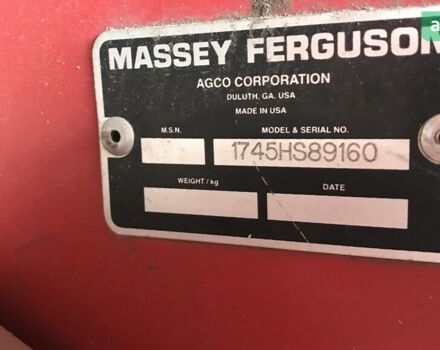 MASSEY FERGUSON
AGCO CORPORATION
DULUTH, GA. USA
MADE IN USA
M.S.N. MODEL & SERIAL NO.
1745HS89160
WEIGHT/kg DATE